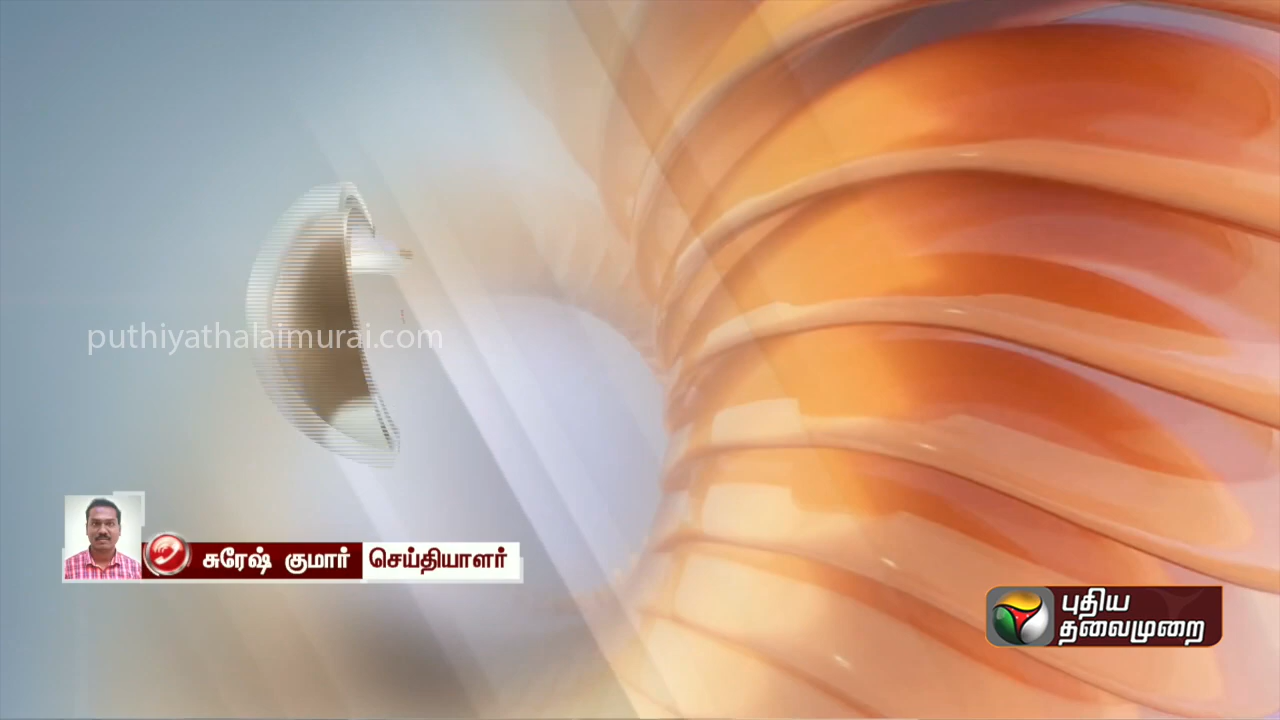 puthiyathalaimurai.com
சுரேஷ் குமார் செய்தியாளர்
புதிய
தலைமுறை